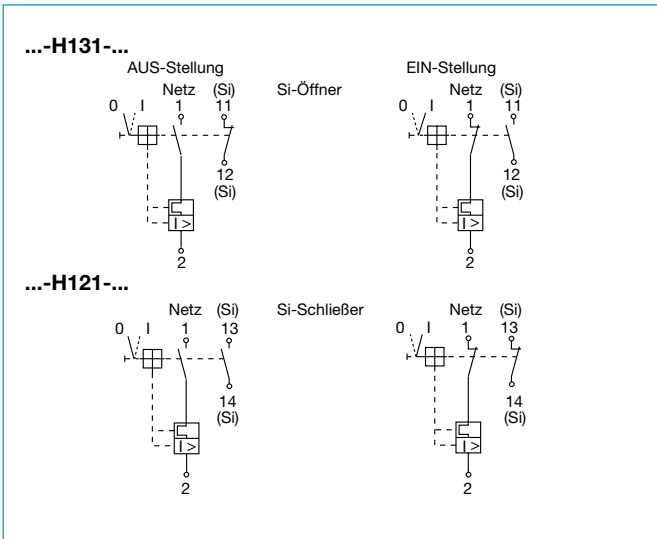 ...-H131-...
AUS-Stellung EIN-Stellung
Netz (Si) Si-Öffner Netz (Si)
0 I 1 11 0 I 1 11
12 12
(Si) (Si)
I > I >
2 2
...-H121-...
Netz (Si) Si-Schließer Netz (Si)
0 I 1 13 0 I 1 13
14 14
(Si) (Si)
I > I >
2 2